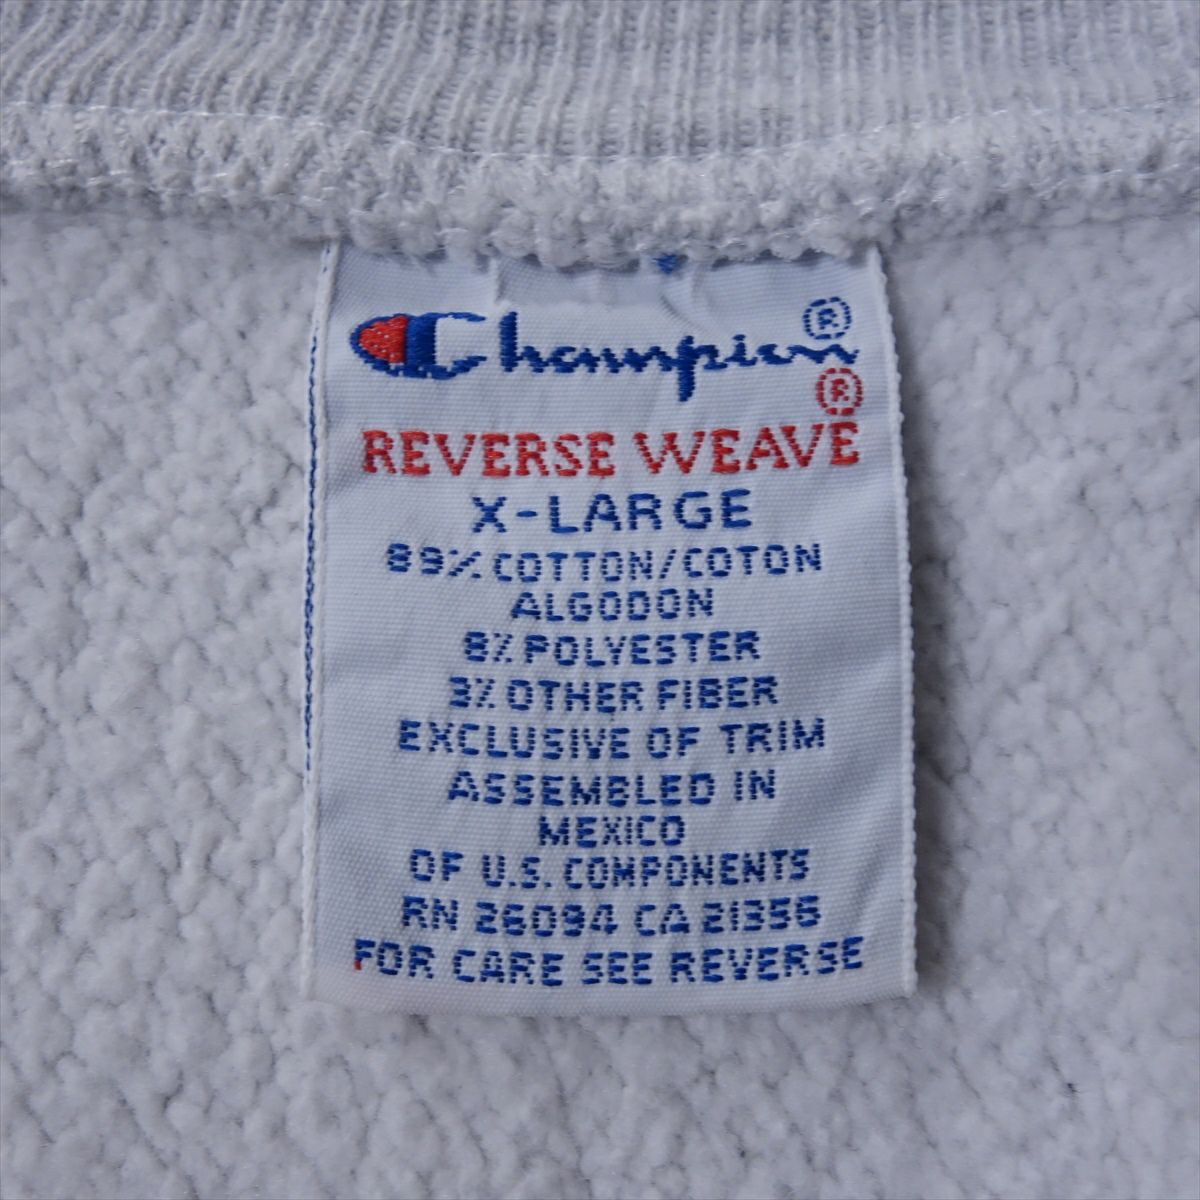 Champion®
®
REVERSE WEAVE
X-LARGE
89% COTTON/COTON
ALGODON
8% POLYESTER
3% OTHER FIBER
EXCLUSIVE OF TRIM
ASSEMBLED IN
MEXICO
OF U.S. COMPONENTS
RN 26094 CA 21356
FOR CARE SEE REVERSE